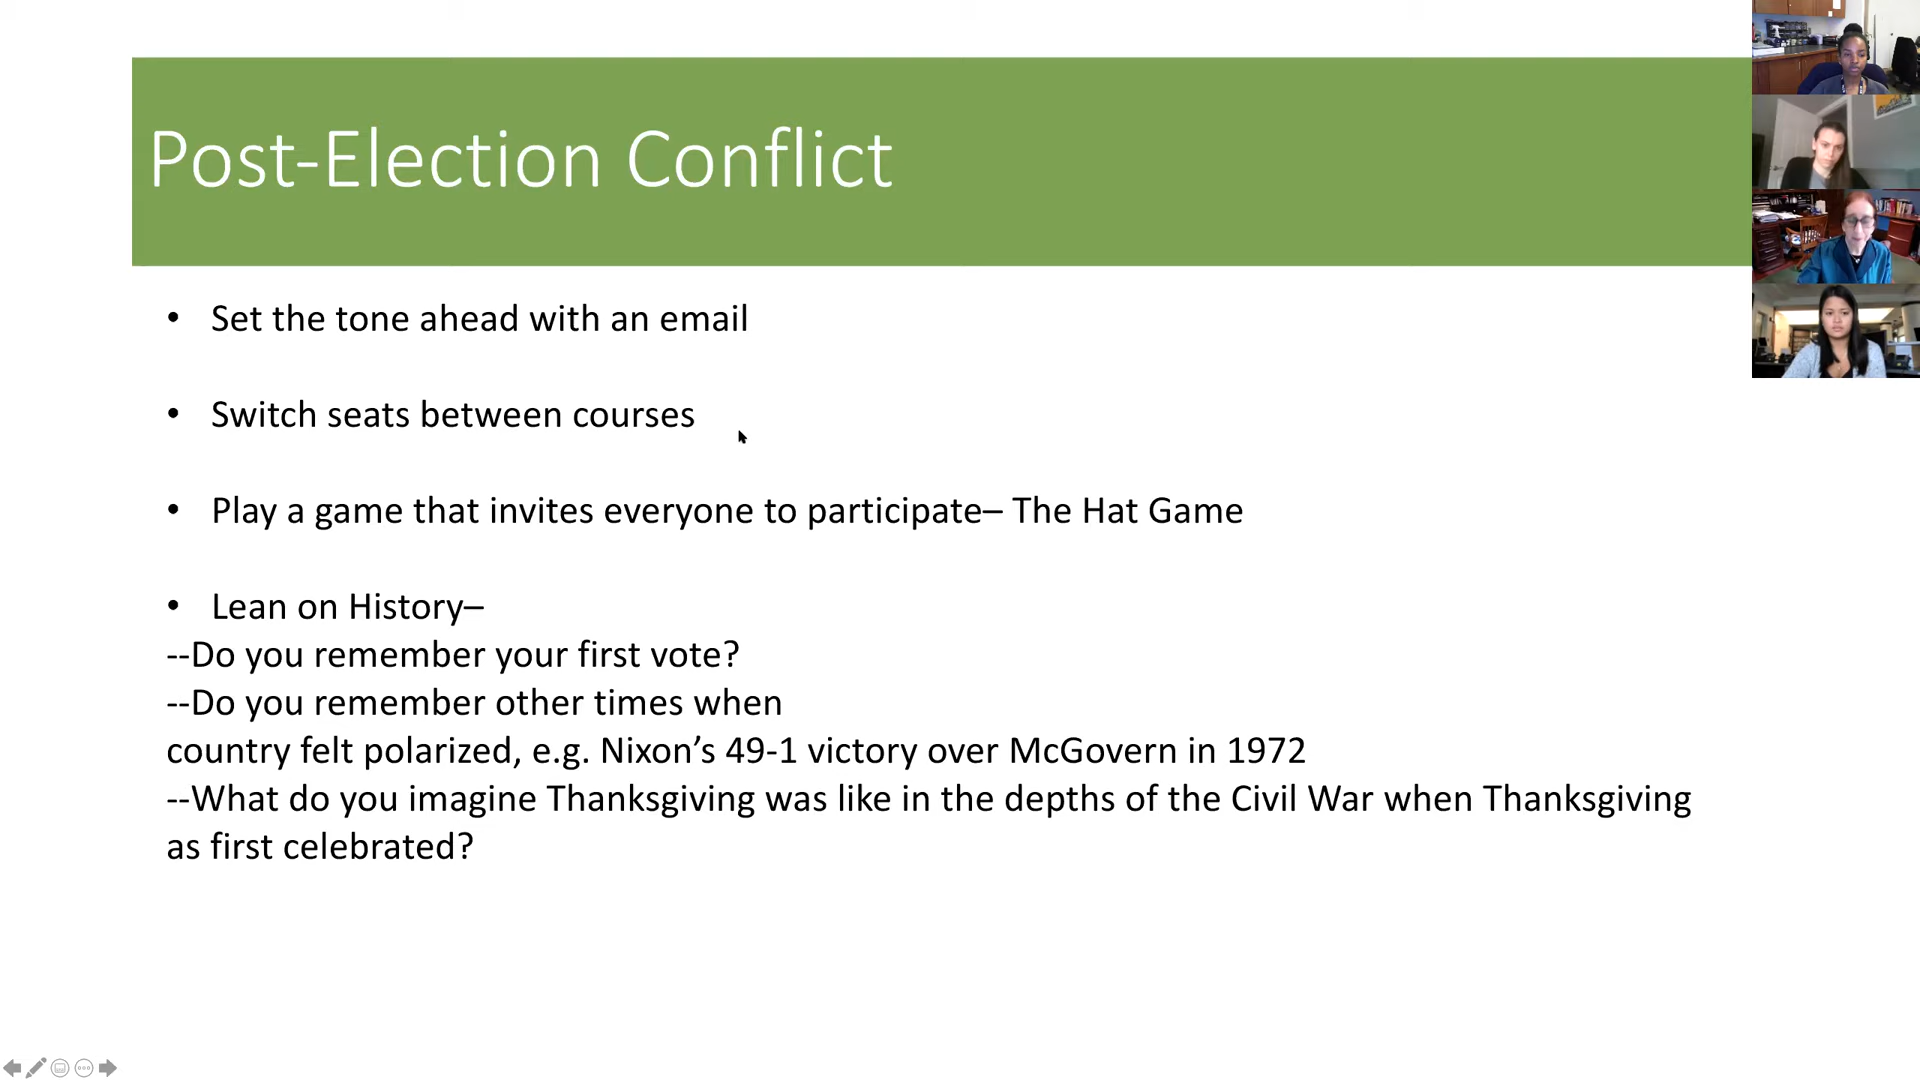 Post-Election Conflict
• Set the tone ahead with an email
• Switch seats between courses
• Play a game that invites everyone to participate– The Hat Game
• Lean on History–
--Do you remember your first vote?
--Do you remember other times when
country felt polarized, e.g. Nixon’s 49-1 victory over McGovern in 1972
--What do you imagine Thanksgiving was like in the depths of the Civil War when Thanksgiving
as first celebrated?